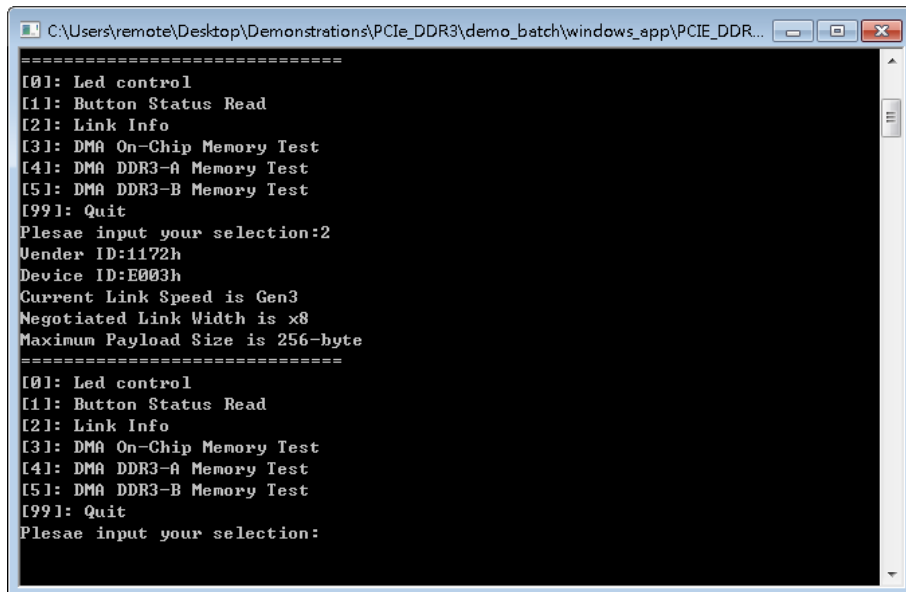 C:\Users\remote\Desktop\Demonstrations\PCIe_DDR3\demo_batch\windows_app\PCIE_DDR...
==============================
[0]: Led control
[1]: Button Status Read
[2]: Link Info
[3]: DMA On-Chip Memory Test
[4]: DMA DDR3-A Memory Test
[5]: DMA DDR3-B Memory Test
[99]: Quit
Plesae input your selection:2
Vender ID:1172h
Device ID:E003h
Current Link Speed is Gen3
Negotiated Link Width is x8
Maximum Payload Size is 256-byte
==============================
[0]: Led control
[1]: Button Status Read
[2]: Link Info
[3]: DMA On-Chip Memory Test
[4]: DMA DDR3-A Memory Test
[5]: DMA DDR3-B Memory Test
[99]: Quit
Plesae input your selection: